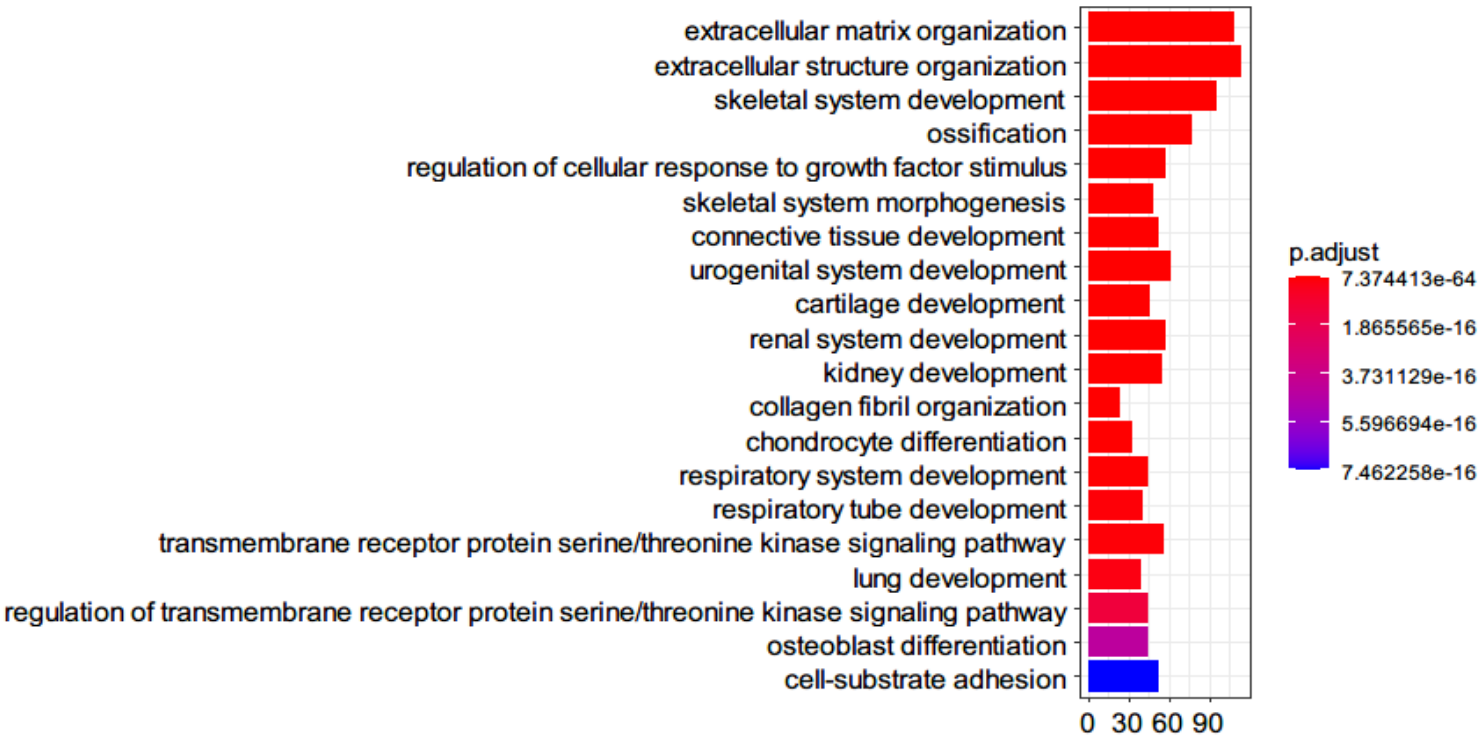 extracellular matrix organization
extracellular structure organization
skeletal system development
ossification
regulation of cellular response to growth factor stimulus
skeletal system morphogenesis
connective tissue development
urogenital system development
cartilage development
renal system development
kidney development
collagen fibril organization
chondrocyte differentiation
respiratory system development
respiratory tube development
transmembrane receptor protein serine/threonine kinase signaling pathway
lung development
regulation of transmembrane receptor protein serine/threonine kinase signaling pathway
osteoblast differentiation
cell-substrate adhesion
0 30 60 90
p.adjust
7.374413e-64
1.865565e-16
3.731129e-16
5.596694e-16
7.462258e-16